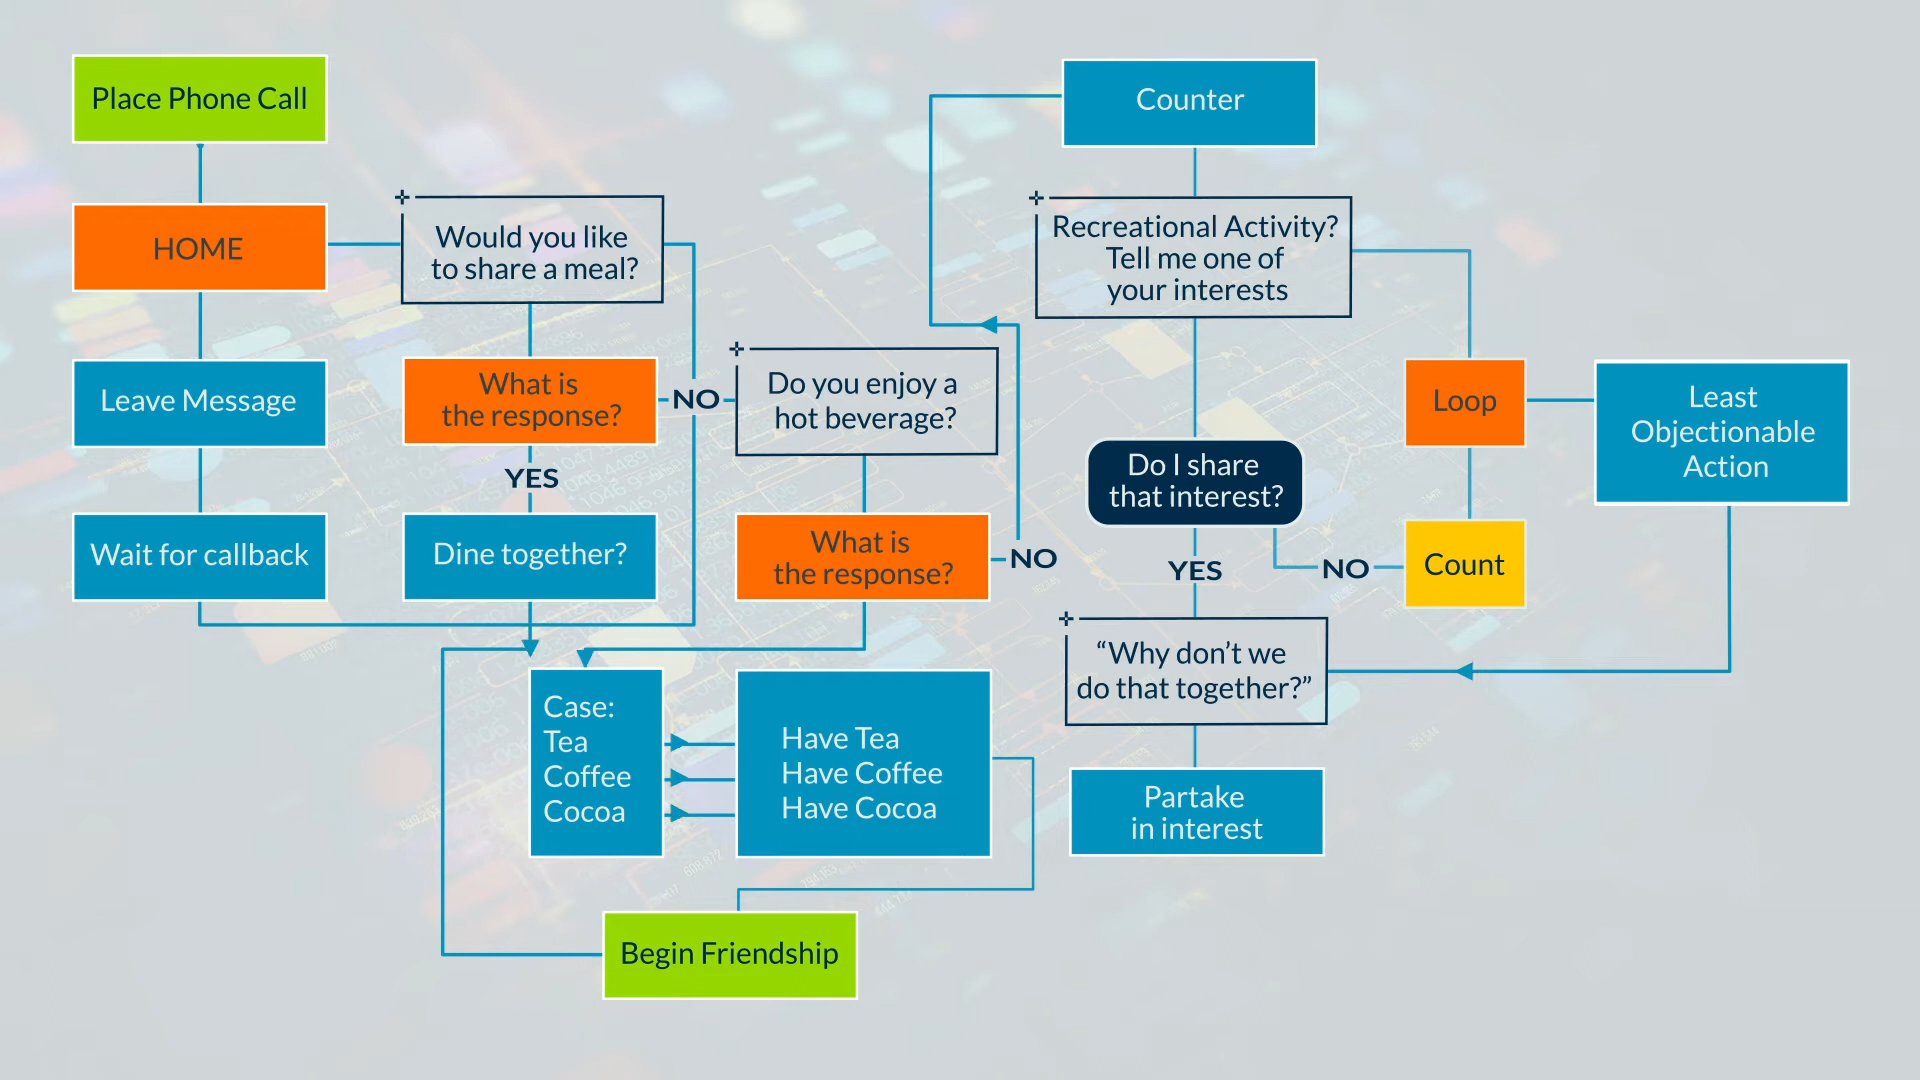 Place Phone Call
HOME
Leave Message
Wait for callback
Would you like
to share a meal?
What is
the response?
NO
YES
Dine together?
Do you enjoy a
hot beverage?
What is
the response?
NO
Case:
Tea
Coffee
Cocoa
Have Tea
Have Coffee
Have Cocoa
Begin Friendship
Counter
Recreational Activity?
Tell me one of
your interests
Do I share
that interest?
YES
NO
Loop
Count
Least
Objectionable
Action
“Why don’t we
do that together?”
Partake
in interest